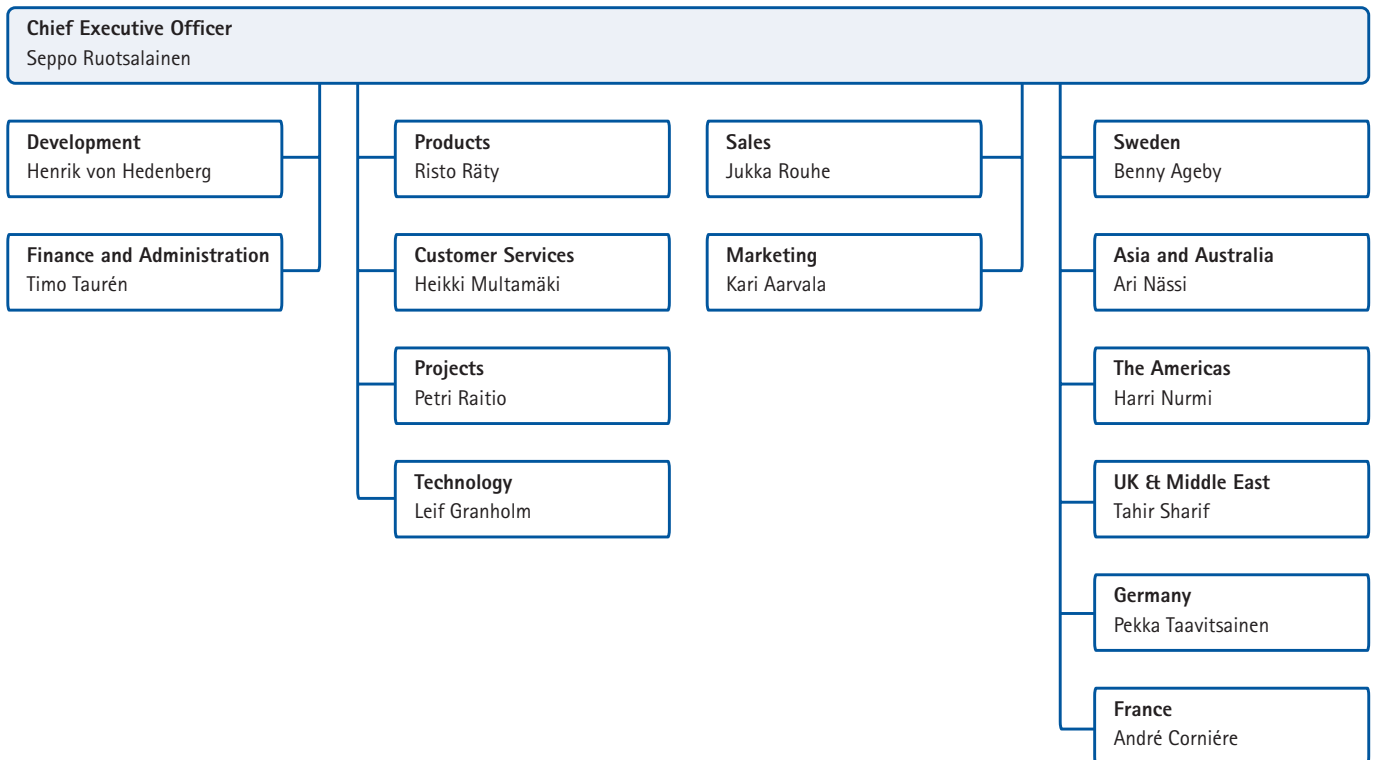 Chief Executive Officer
Seppo Ruotsalainen
Development
Henrik von Hedenberg
Finance and Administration
Timo Taurén
Products
Risto Räty
Customer Services
Heikki Multamäki
Projects
Petri Raitio
Technology
Leif Granholm
Sales
Jukka Rouhe
Marketing
Kari Aarvala
Sweden
Benny Ageby
Asia and Australia
Ari Nässi
The Americas
Harri Nurmi
UK & Middle East
Tahir Sharif
Germany
Pekka Taavitsainen
France
André Corniére